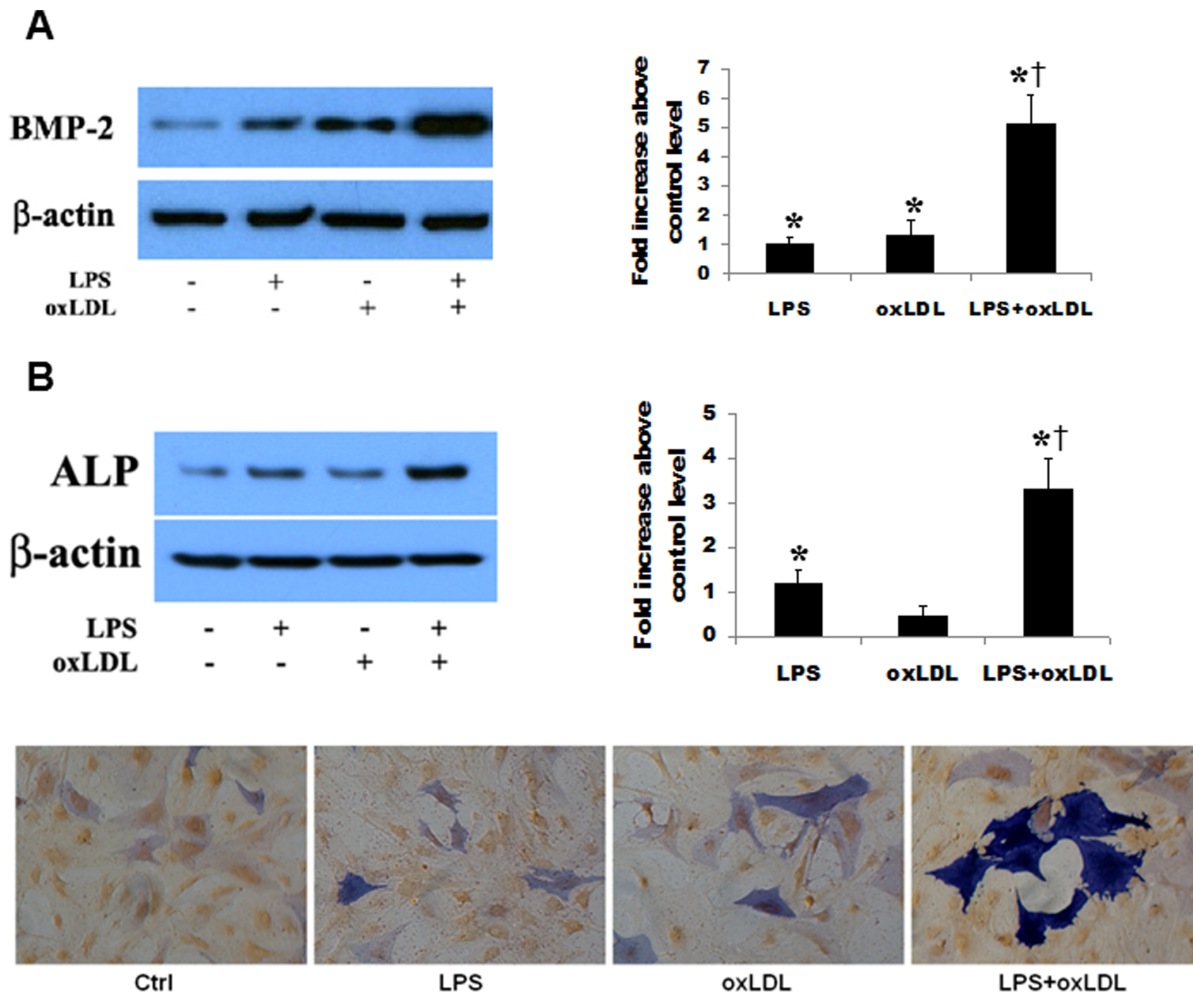 A
BMP-2
β-actin
LPS - + - +
oxLDL - - + +
Fold increase above
control level
7
6
5
4
3
2
1
0
*
*
*†
LPS oxLDL LPS+oxLDL
B
ALP
β-actin
LPS - + - +
oxLDL - - + +
Fold increase above
control level
5
4
3
2
1
0
*
*†
LPS oxLDL LPS+oxLDL
Ctrl LPS oxLDL LPS+oxLDL